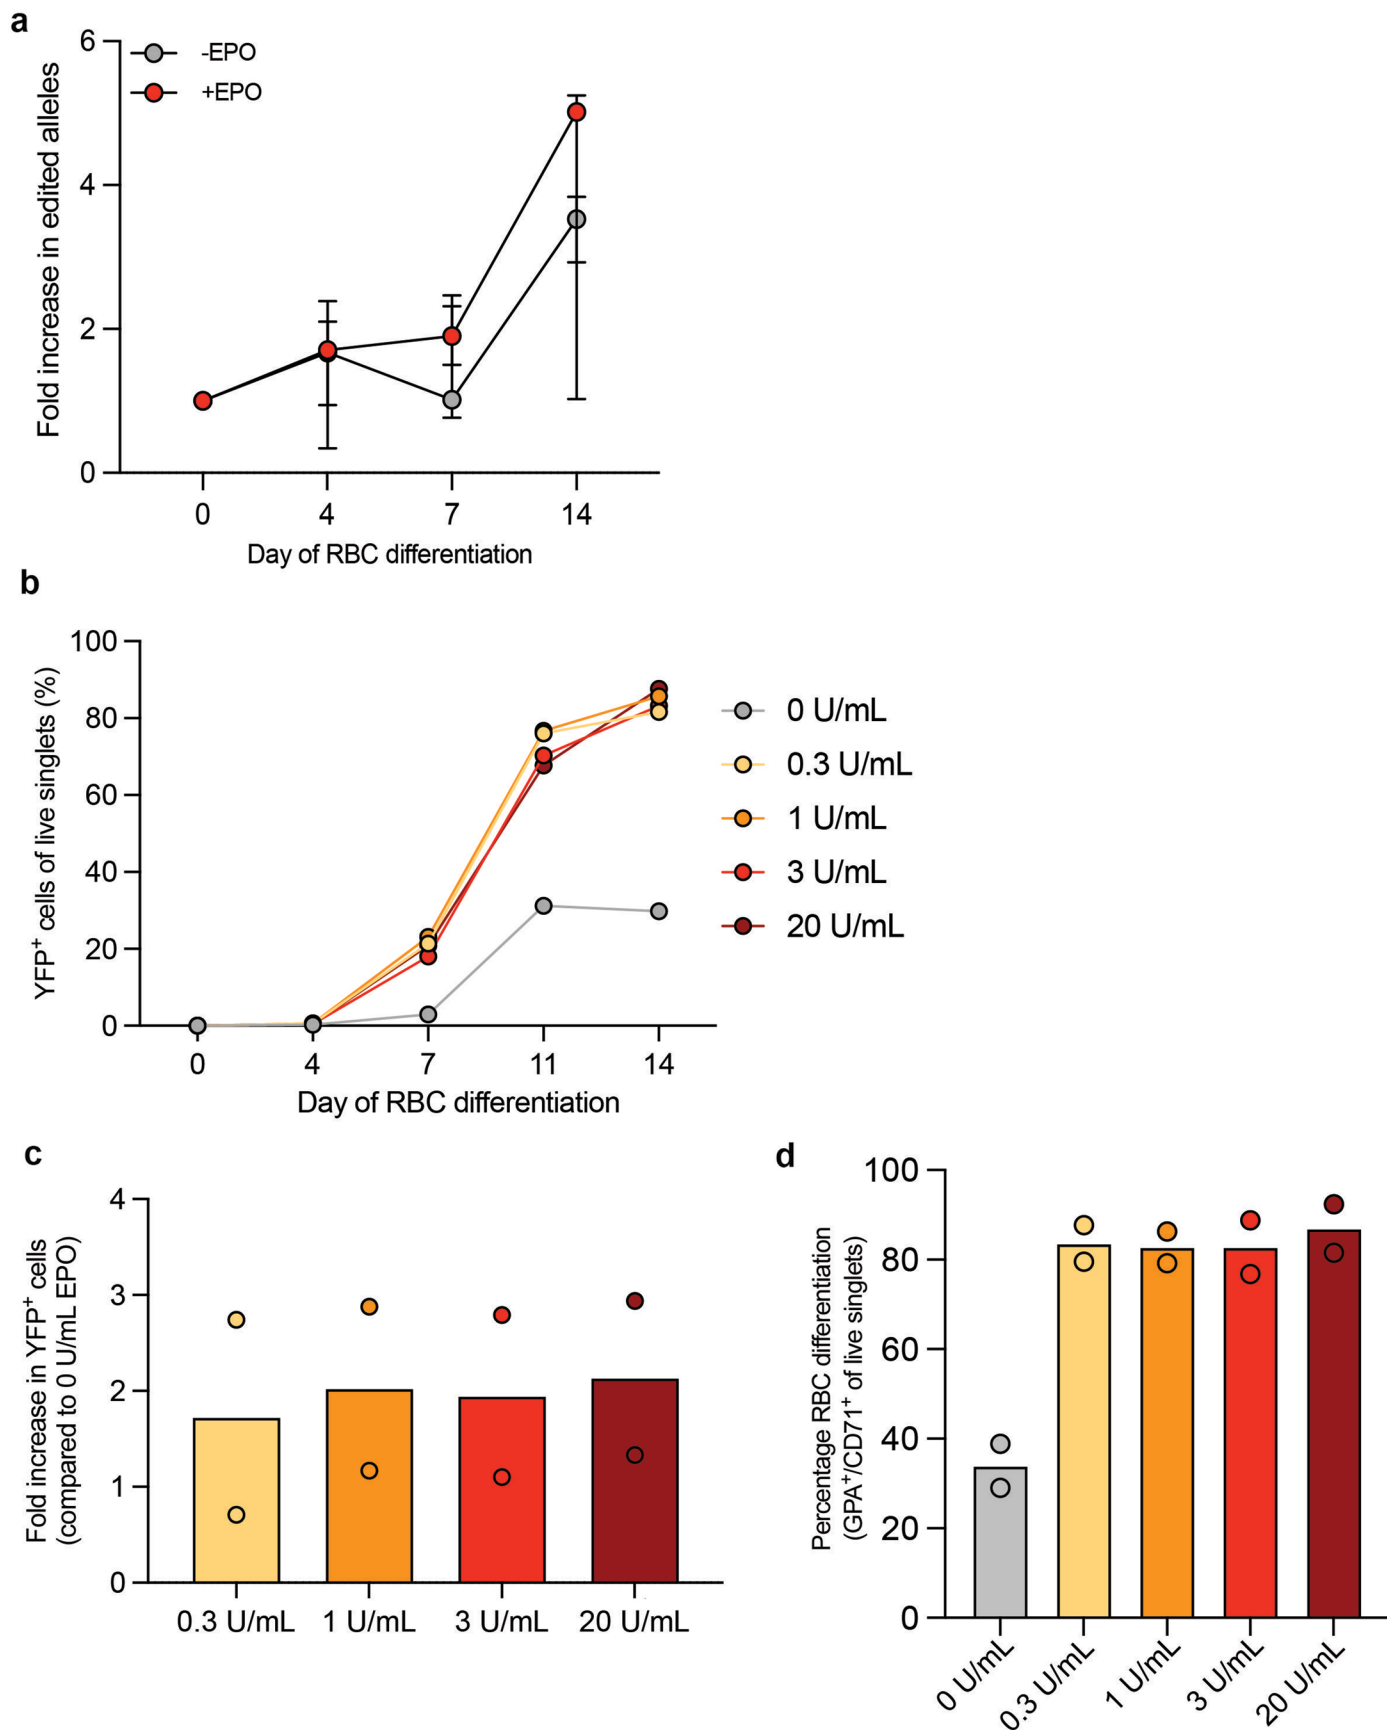 a
Fold increase in edited alleles
6
4
2
0
-EPO
+EPO
0 4 7 14
Day of RBC differentiation
b
YFP⁺ cells of live singlets (%)
100
80
60
40
20
0
0 4 7 11 14
Day of RBC differentiation
0 U/mL
0.3 U/mL
1 U/mL
3 U/mL
20 U/mL
c
Fold increase in YFP⁺ cells
(compared to 0 U/mL EPO)
4
3
2
1
0
0.3 U/mL 1 U/mL 3 U/mL 20 U/mL
d
Percentage RBC differentiation
(GPA⁺/CD71⁺ of live singlets)
100
80
60
40
20
0
0 U/mL
0.3 U/mL
1 U/mL
3 U/mL
20 U/mL